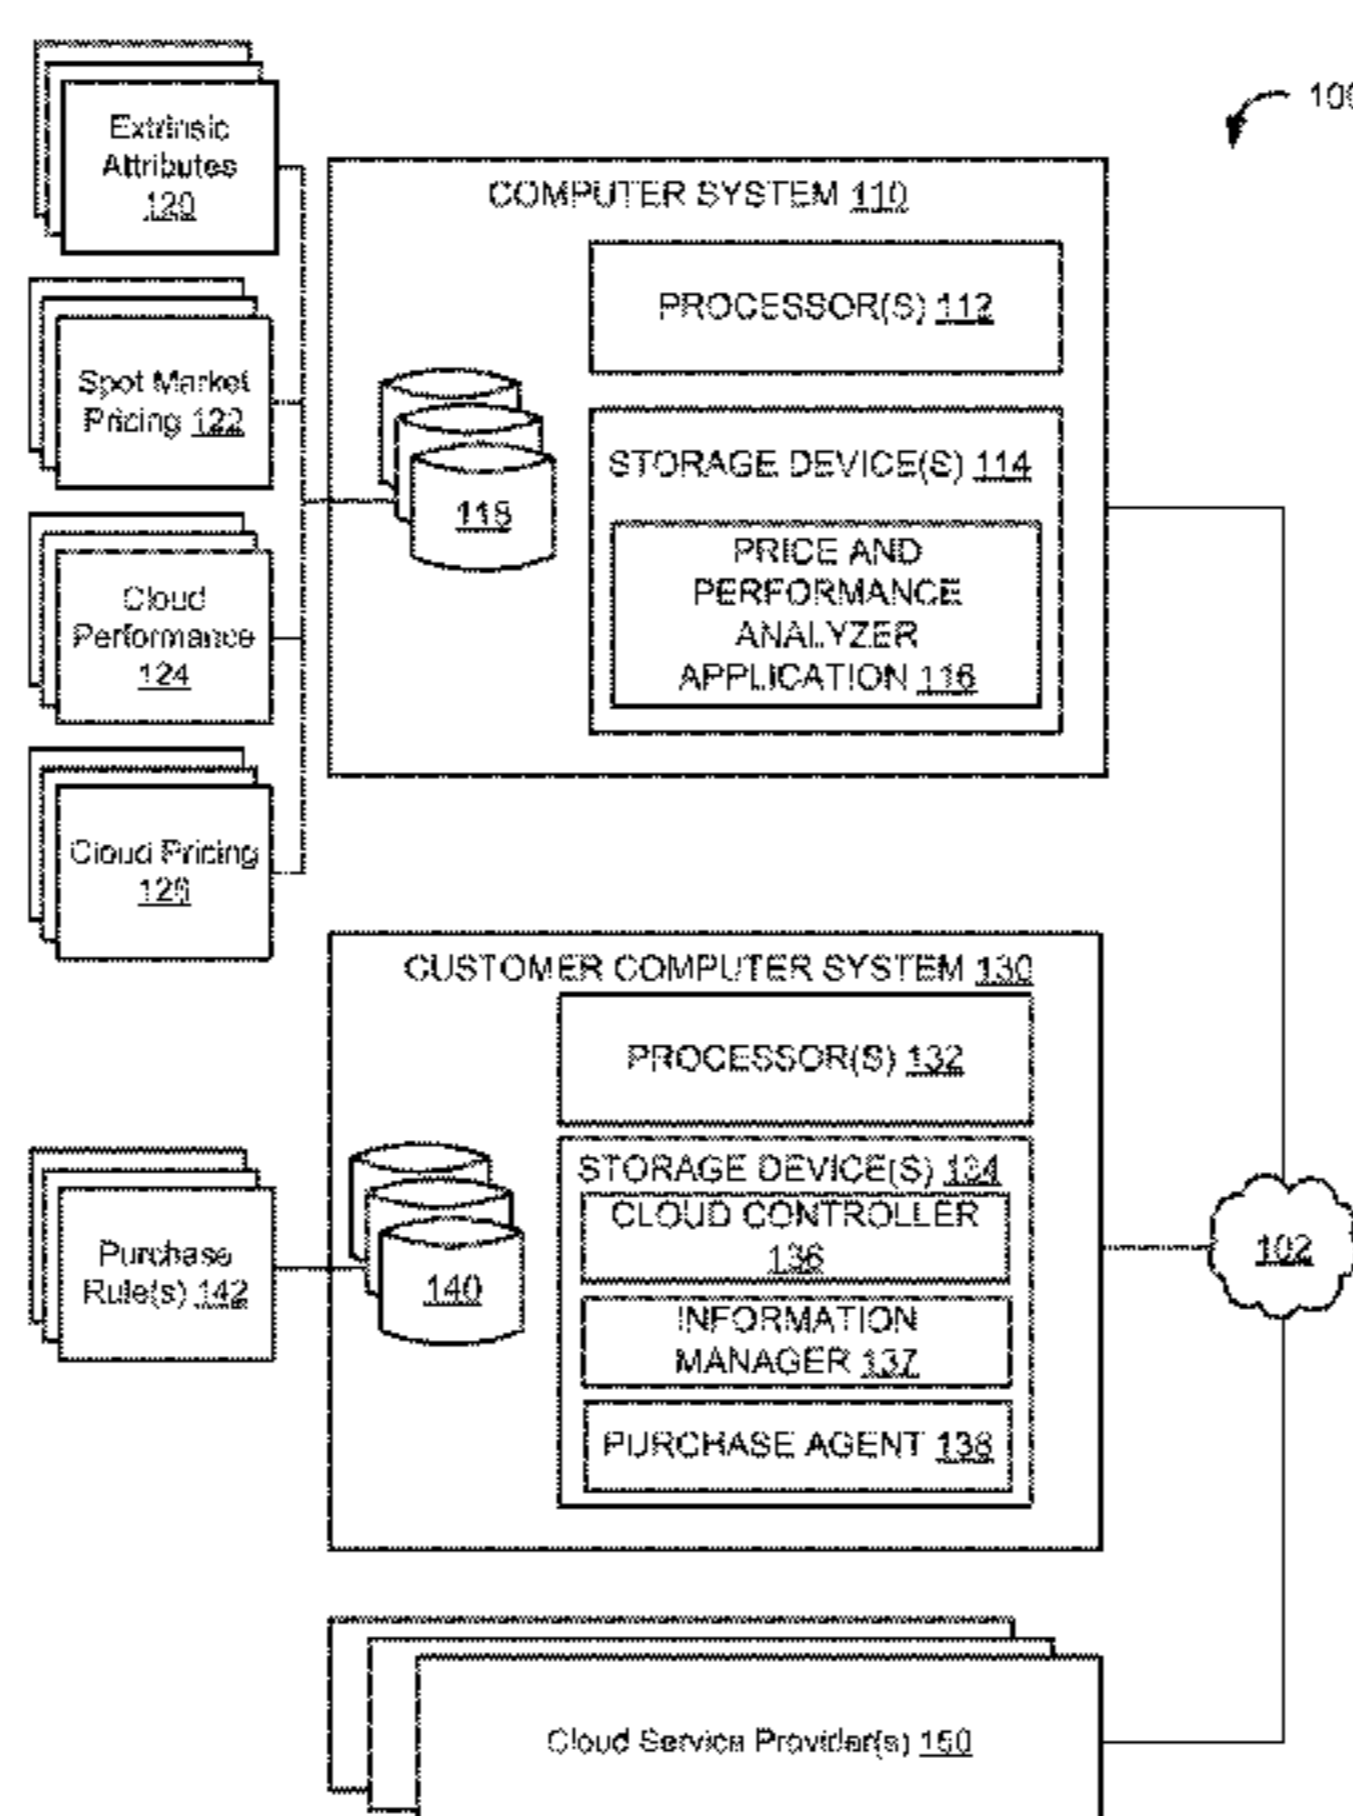 100
Extrinsic
Attributes
120
Spot Market
Pricing 122
Cloud
Performance
124
Cloud Pricing
126
COMPUTER SYSTEM 110
PROCESSOR(S) 112
118
STORAGE DEVICE(S) 114
PRICE AND
PERFORMANCE
ANALYZER
APPLICATION 116
CUSTOMER COMPUTER SYSTEM 130
PROCESSOR(S) 132
Purchase
Rule(s) 142
140
STORAGE DEVICE(S) 134
CLOUD CONTROLLER
136
INFORMATION
MANAGER 137
PURCHASE AGENT 138
102
Cloud Service Provider(s) 150